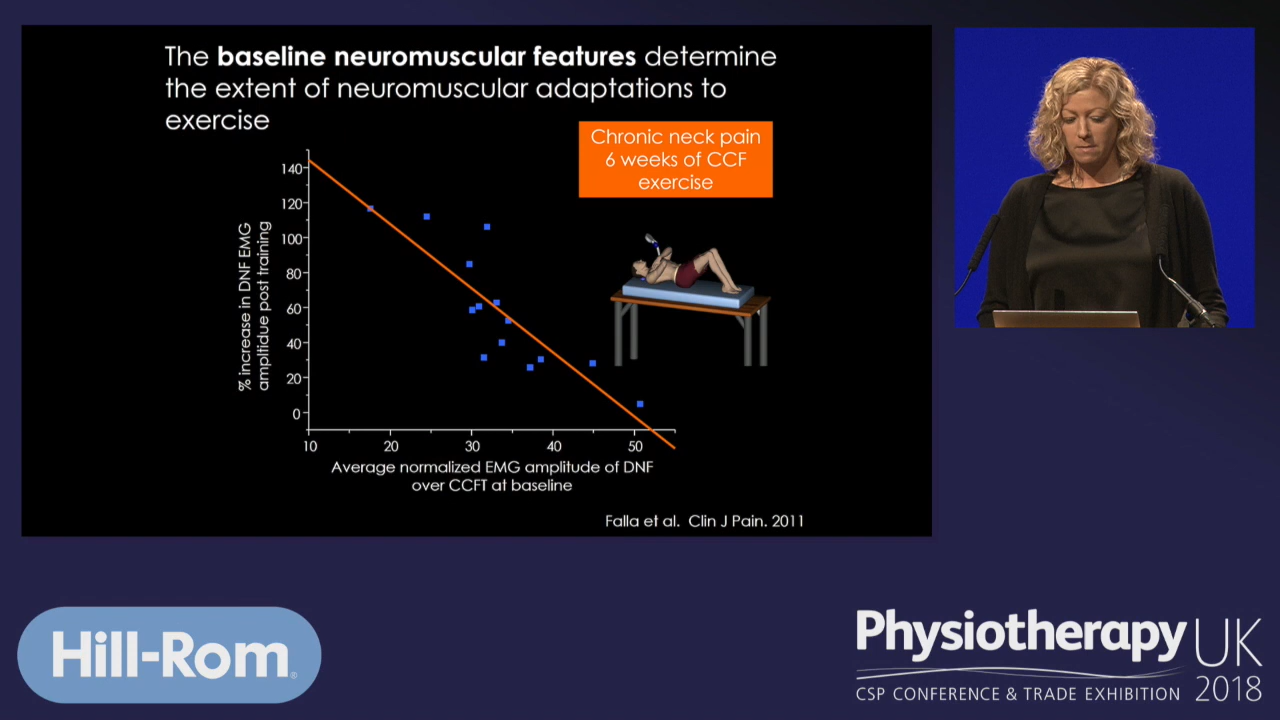 The baseline neuromuscular features determine
the extent of neuromuscular adaptations to
exercise
Chronic neck pain
6 weeks of CCF
exercise
% increase in DNF EMG
ampltidue post training
140
120
100
80
60
40
20
0
10 20 30 40 50
Average normalized EMG amplitude of DNF
over CCFT at baseline
Falla et al. Clin J Pain. 2011
Hill-Rom®
Physiotherapy UK
CSP CONFERENCE & TRADE EXHIBITION 2018